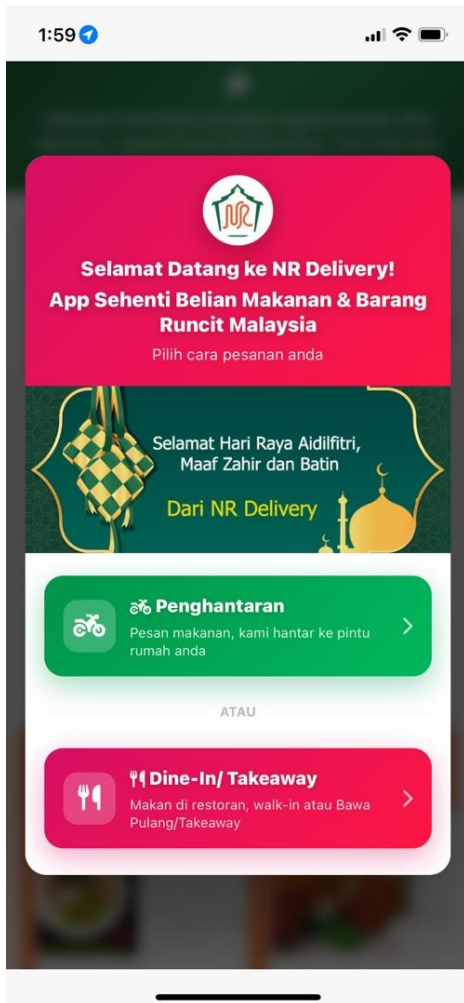 1:59
NR
Selamat Datang ke NR Delivery!
App Sehenti Belian Makanan & Barang
Runcit Malaysia
Pilih cara pesanan anda
Selamat Hari Raya Aidilfitri,
Maaf Zahir dan Batin
Dari NR Delivery
Penghantaran
Pesan makanan, kami hantar ke pintu
rumah anda
ATAU
Dine-In/ Takeaway
Makan di restoran, walk-in atau Bawa
Pulang/Takeaway